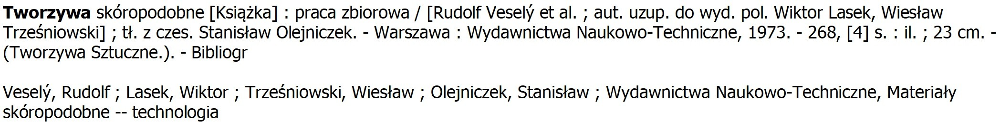 Tworzywa skóropodobne [Książka] : praca zbiorowa / [Rudolf Veselý et al. ; aut. uzup. do wyd. pol. Wiktor Lasek, Wiesław
Trześniowski] ; tł. z czes. Stanisław Olejniczek. - Warszawa : Wydawnictwa Naukowo-Techniczne, 1973. - 268, [4] s. : il. ; 23 cm. -
(Tworzywa Sztuczne.). - Bibliogr
Veselý, Rudolf ; Lasek, Wiktor ; Trześniowski, Wiesław ; Olejniczek, Stanisław ; Wydawnictwa Naukowo-Techniczne, Materiały
skóropodobne -- technologia